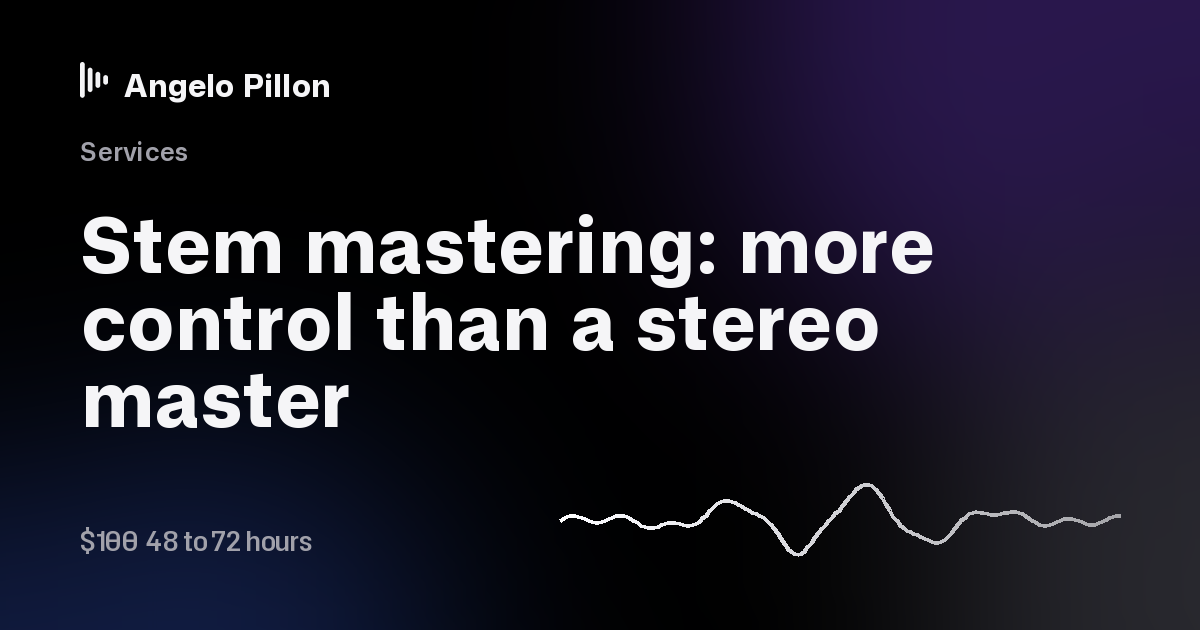 Angelo Pillon
Services
Stem mastering: more
control than a stereo
master
$100 48 to 72 hours